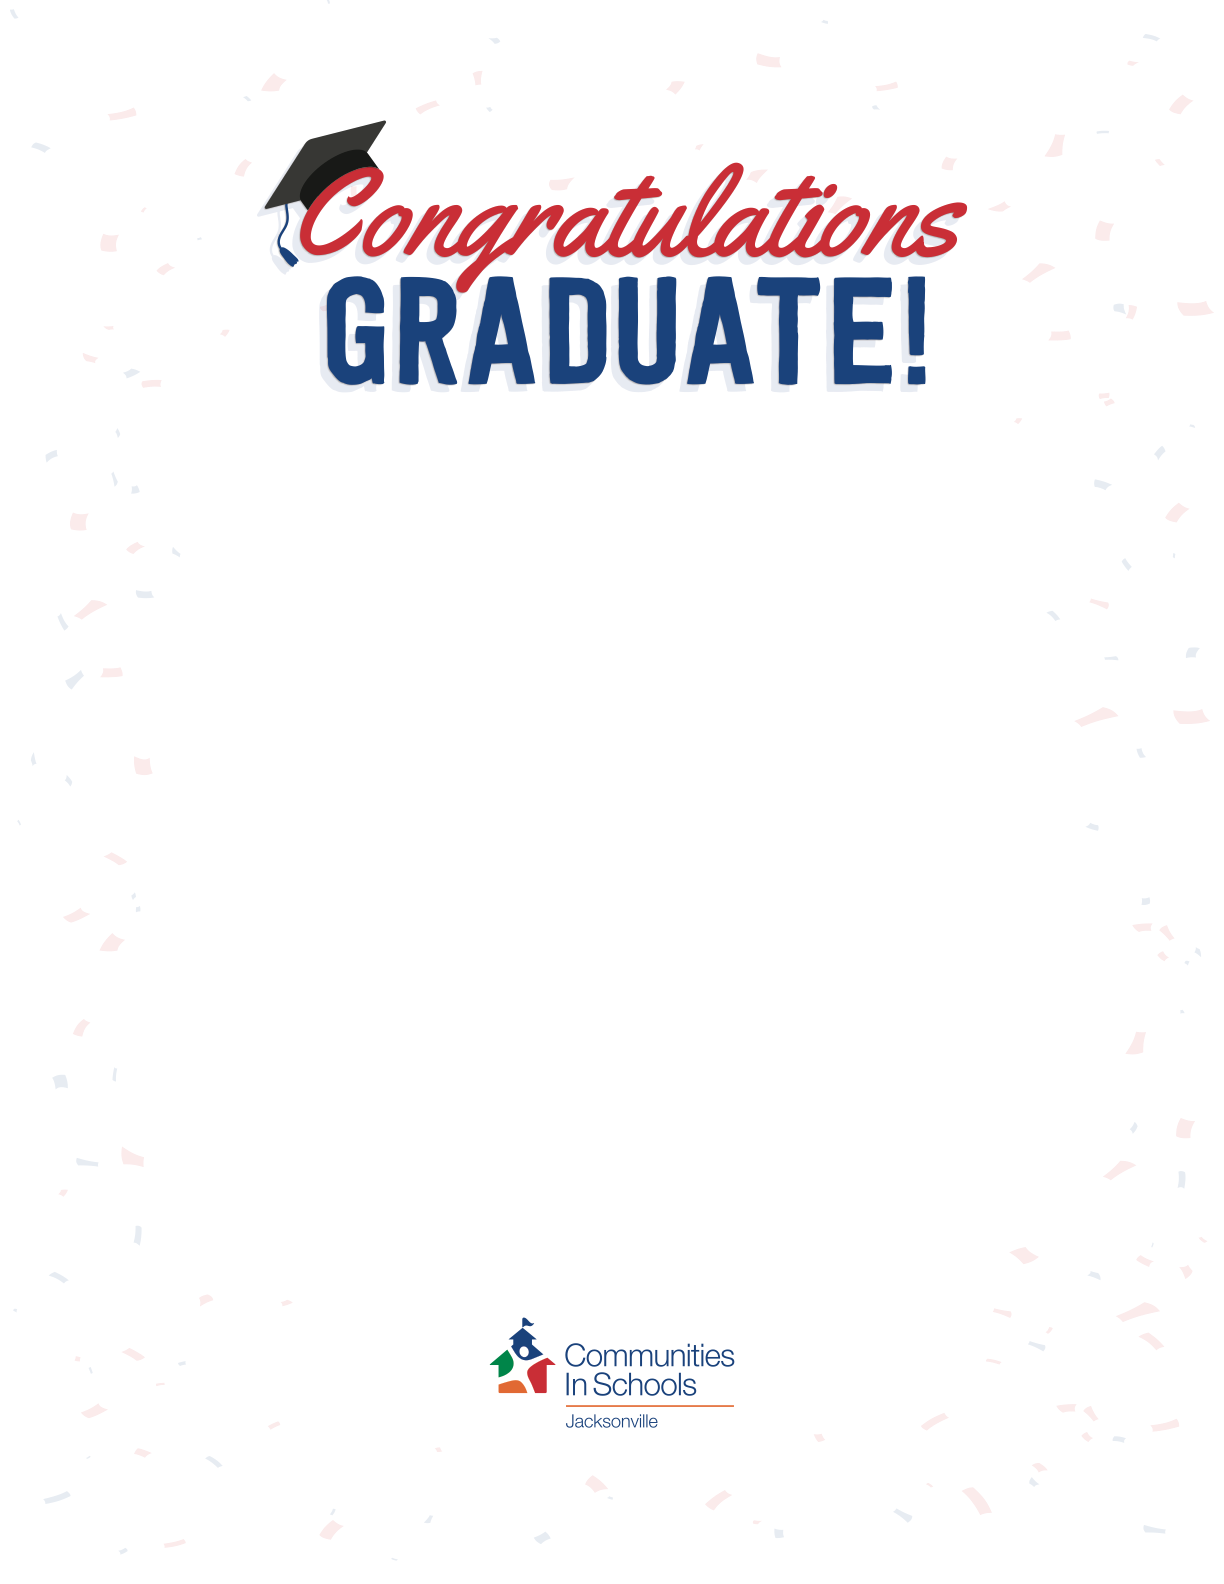 Congratulations
GRADUATE!
Communities
In Schools
Jacksonville